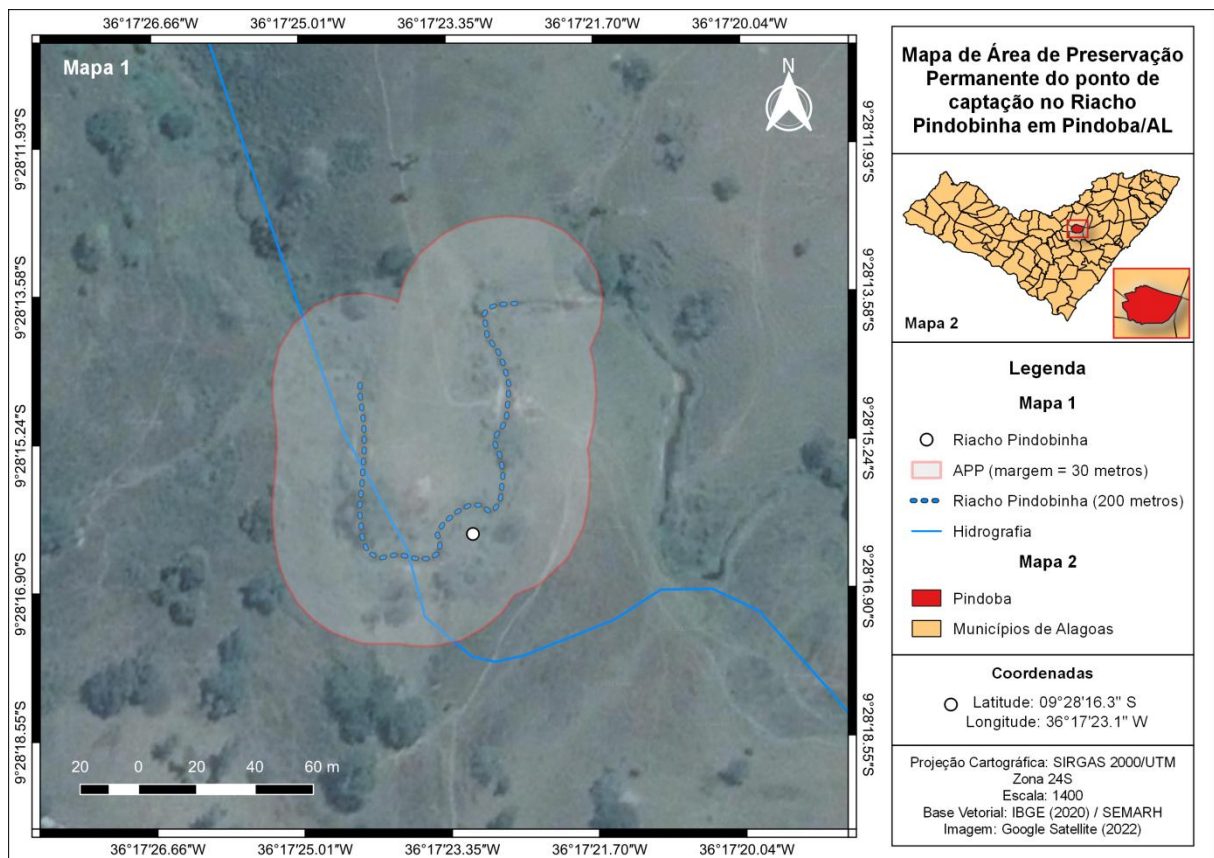 36°17'26.66"W 36°17'25.01"W 36°17'23.35"W 36°17'21.70"W 36°17'20.04"W
Mapa 1
N
9°28'11.93"S
9°28'13.58"S
9°28'15.24"S
9°28'16.90"S
9°28'18.55"S
9°28'11.93"S
9°28'13.58"S
9°28'15.24"S
9°28'16.90"S
9°28'18.55"S
20 0 20 40 60 m
36°17'26.66"W 36°17'25.01"W 36°17'23.35"W 36°17'21.70"W 36°17'20.04"W
Mapa de Área de Preservação
Permanente do ponto de
captação no Riacho
Pindobinha em Pindoba/AL
Mapa 2
Legenda
Mapa 1
Riacho Pindobinha
APP (margem = 30 metros)
Riacho Pindobinha (200 metros)
Hidrografia
Mapa 2
Pindoba
Municípios de Alagoas
Coordenadas
Latitude: 09°28'16.3" S
Longitude: 36°17'23.1" W
Projeção Cartográfica: SIRGAS 2000/UTM
Zona 24S
Escala: 1400
Base Vetorial: IBGE (2020) / SEMARH
Imagem: Google Satellite (2022)